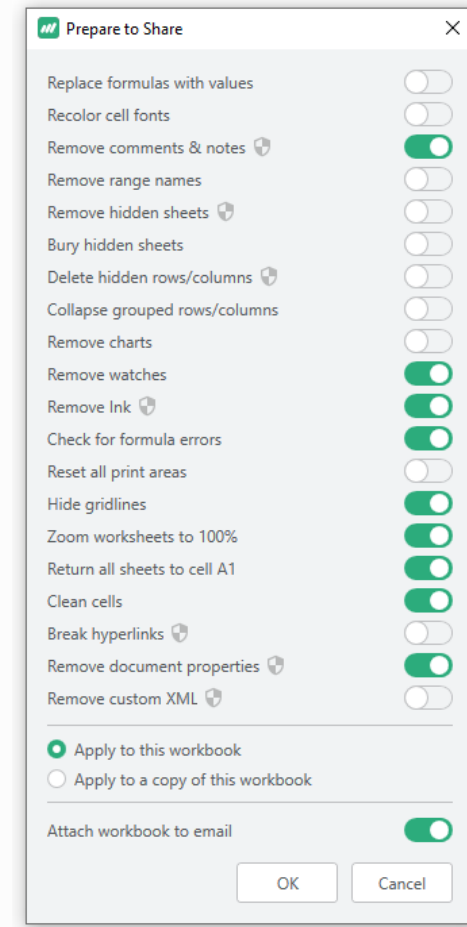 Prepare to Share
Replace formulas with values
Recolor cell fonts
Remove comments & notes
Remove range names
Remove hidden sheets
Bury hidden sheets
Delete hidden rows/columns
Collapse grouped rows/columns
Remove charts
Remove watches
Remove Ink
Check for formula errors
Reset all print areas
Hide gridlines
Zoom worksheets to 100%
Return all sheets to cell A1
Clean cells
Break hyperlinks
Remove document properties
Remove custom XML
Apply to this workbook
Apply to a copy of this workbook
Attach workbook to email
OK Cancel